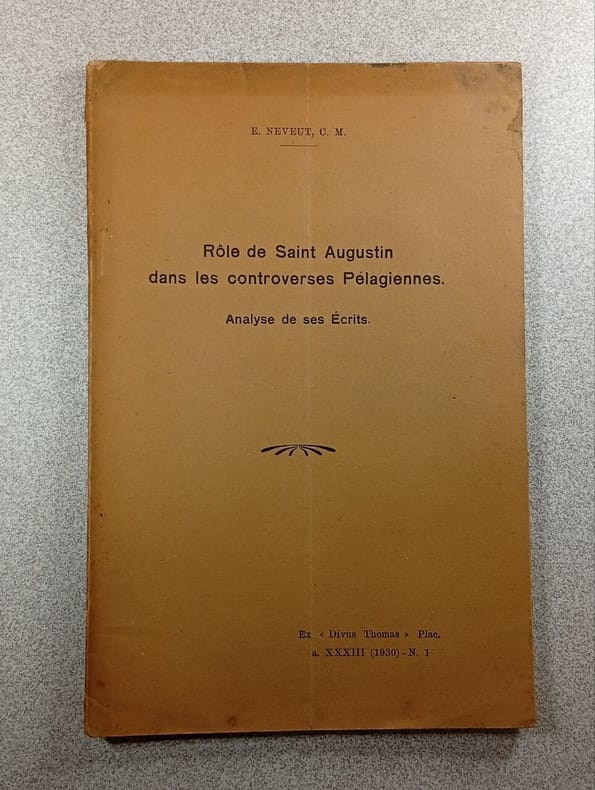 E. NEVEUT, C. M.
Rôle de Saint Augustin
dans les controverses Pélagiennes.
Analyse de ses Écrits.
Ex « Divus Thomas » Plac.
a. XXXIII (1930) - N. 1